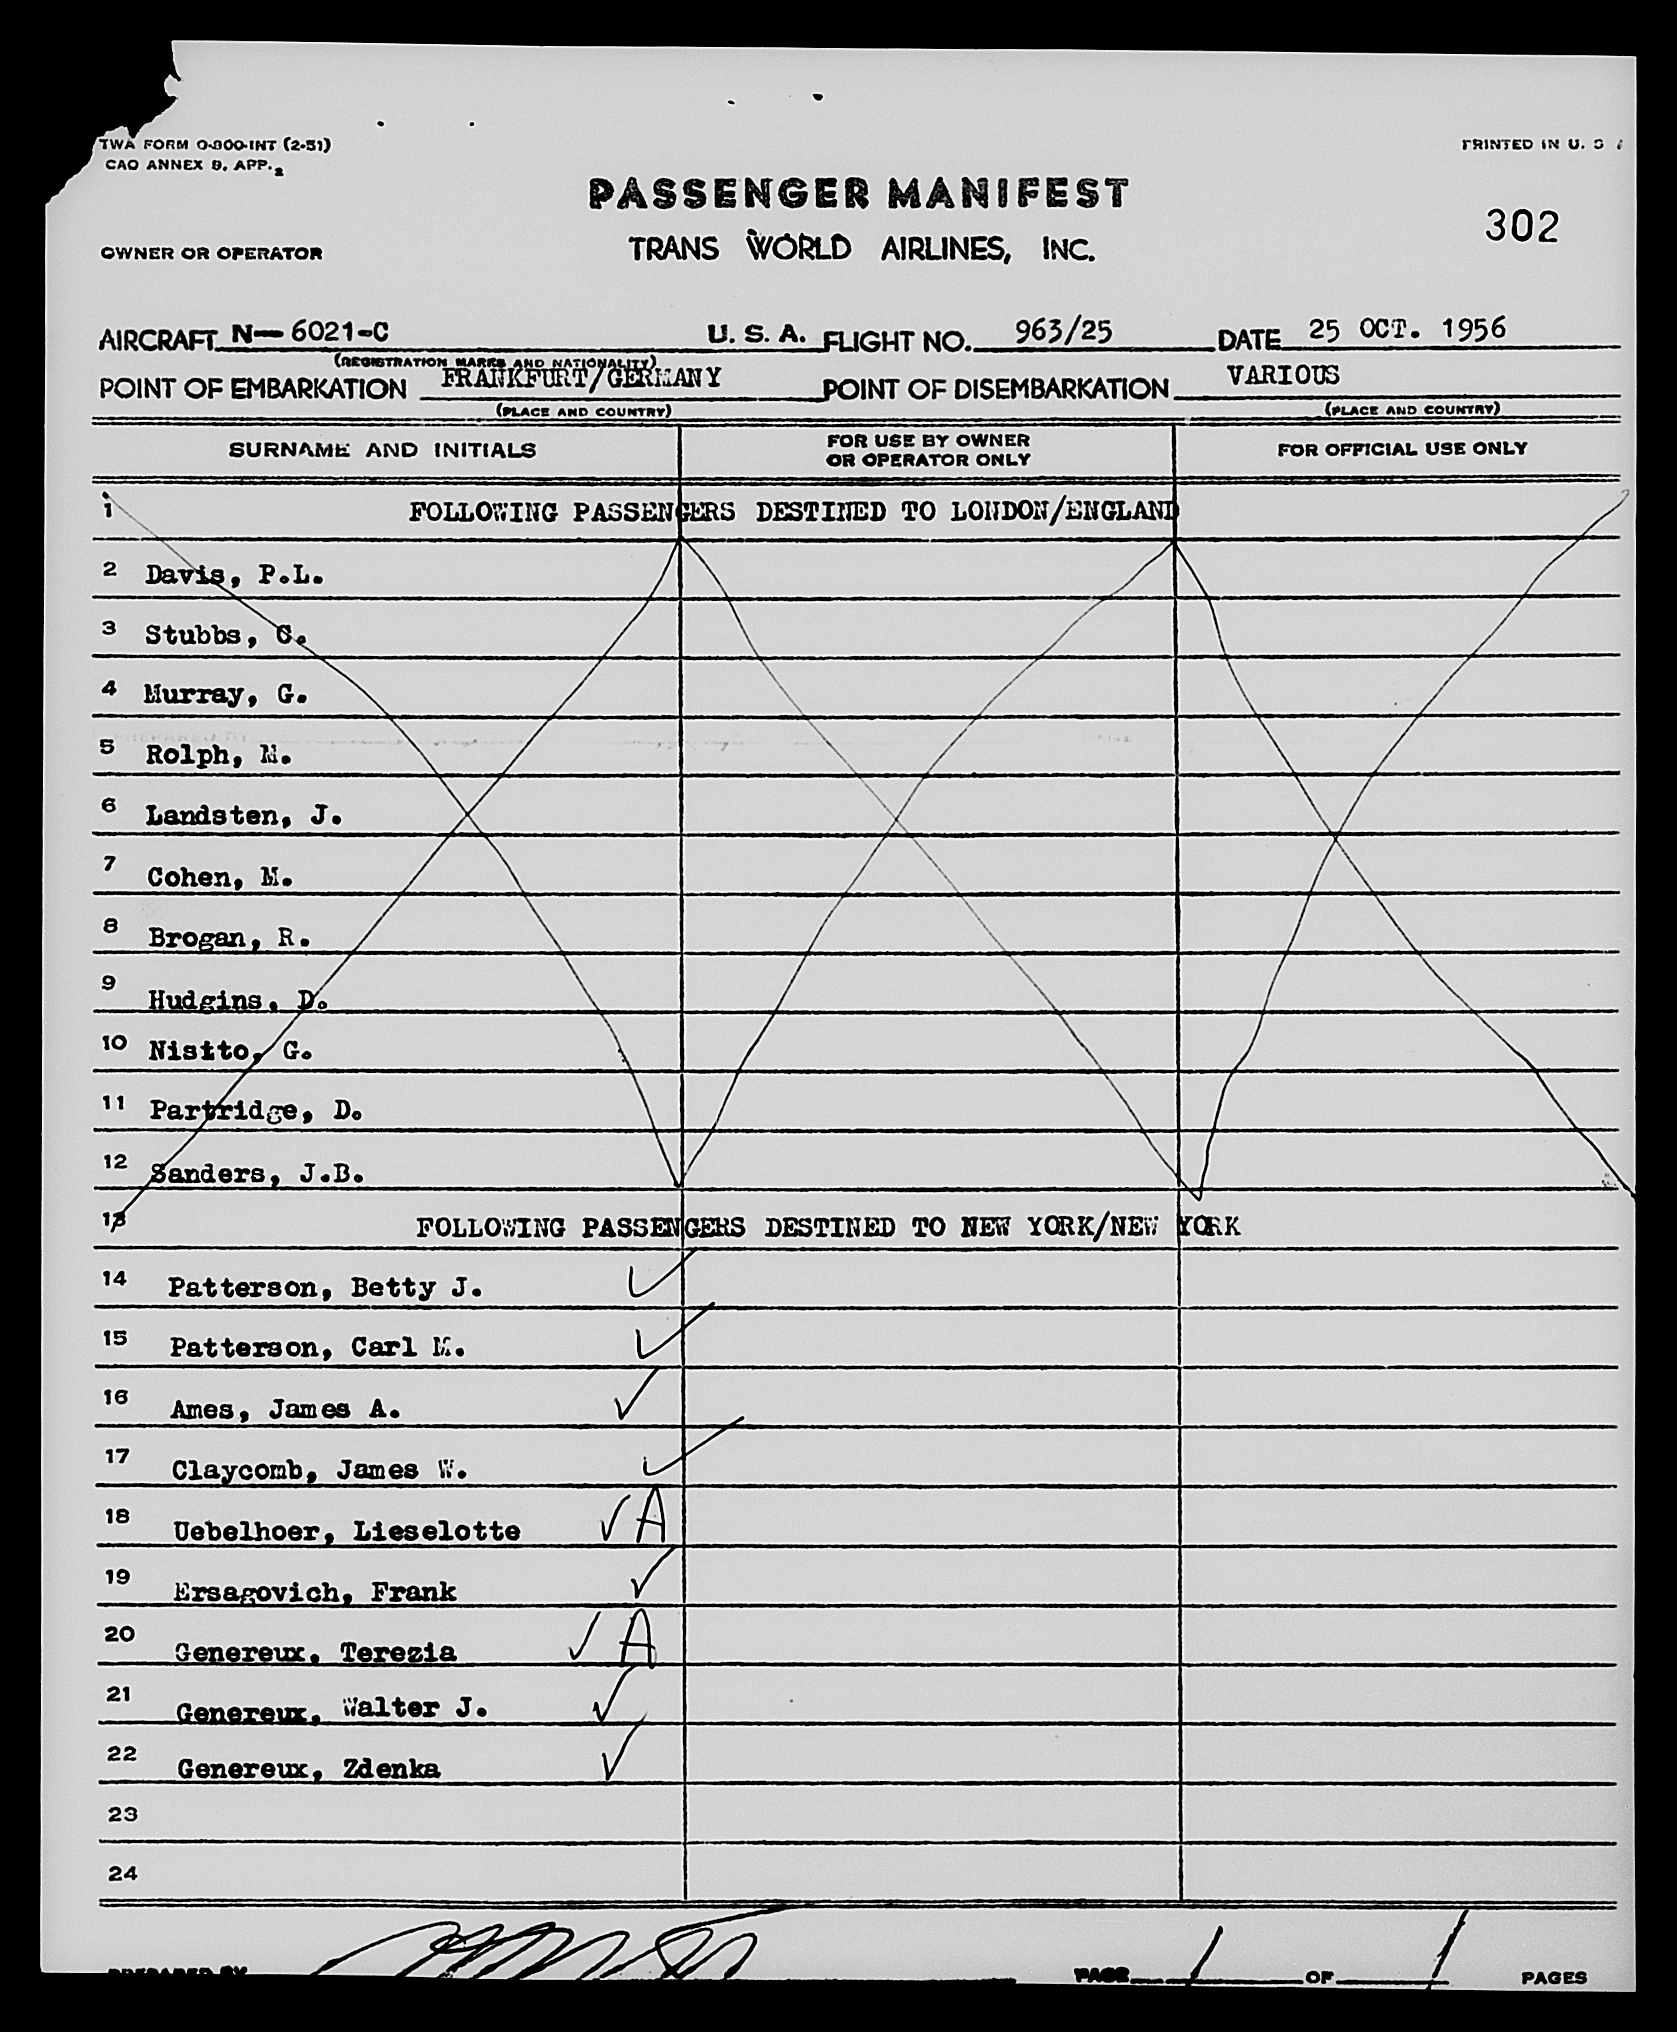 TWA FORM O-800-INT (2-51)
PRINTED IN U. S
CAO ANNEX 9, APP. 2
PASSENGER MANIFEST
302
OWNER OR OPERATOR
TRANS WORLD AIRLINES, INC.
AIRCRAFT N—6021-C U. S. A. FLIGHT NO. 963/25 DATE 25 OCT. 1956
(REGISTRATION MARKS AND NATIONALITY)
POINT OF EMBARKATION FRANKFURT/GERMANY POINT OF DISEMBARKATION VARIOUS
(PLACE AND COUNTRY) (PLACE AND COUNTRY)
SURNAME AND INITIALS FOR USE BY OWNER OR OPERATOR ONLY FOR OFFICIAL USE ONLY
1 FOLLOWING PASSENGERS DESTINED TO LONDON/ENGLAND
2 Davis, P.L.
3 Stubbs, G.
4 Murray, G.
5 Rolph, M.
6 Landsten, J.
7 Cohen, M.
8 Brogan, R.
9 Hudgins, D.
10 Nistto, G.
11 Partridge, D.
12 Sanders, J.B.
13 FOLLOWING PASSENGERS DESTINED TO NEW YORK/NEW YORK
14 Patterson, Betty J. ✓
15 Patterson, Carl M. ✓
16 Ames, James A. ✓
17 Claycomb, James W. ✓
18 Uebelhoer, Lieselotte ✓ A
19 Ersagovich, Frank ✓
20 Genereux, Terezia ✓ A
21 Genereux, Walter J. ✓
22 Genereux, Zdenka ✓
23
24
PREPARED BY PAGE 1 OF 1 PAGES